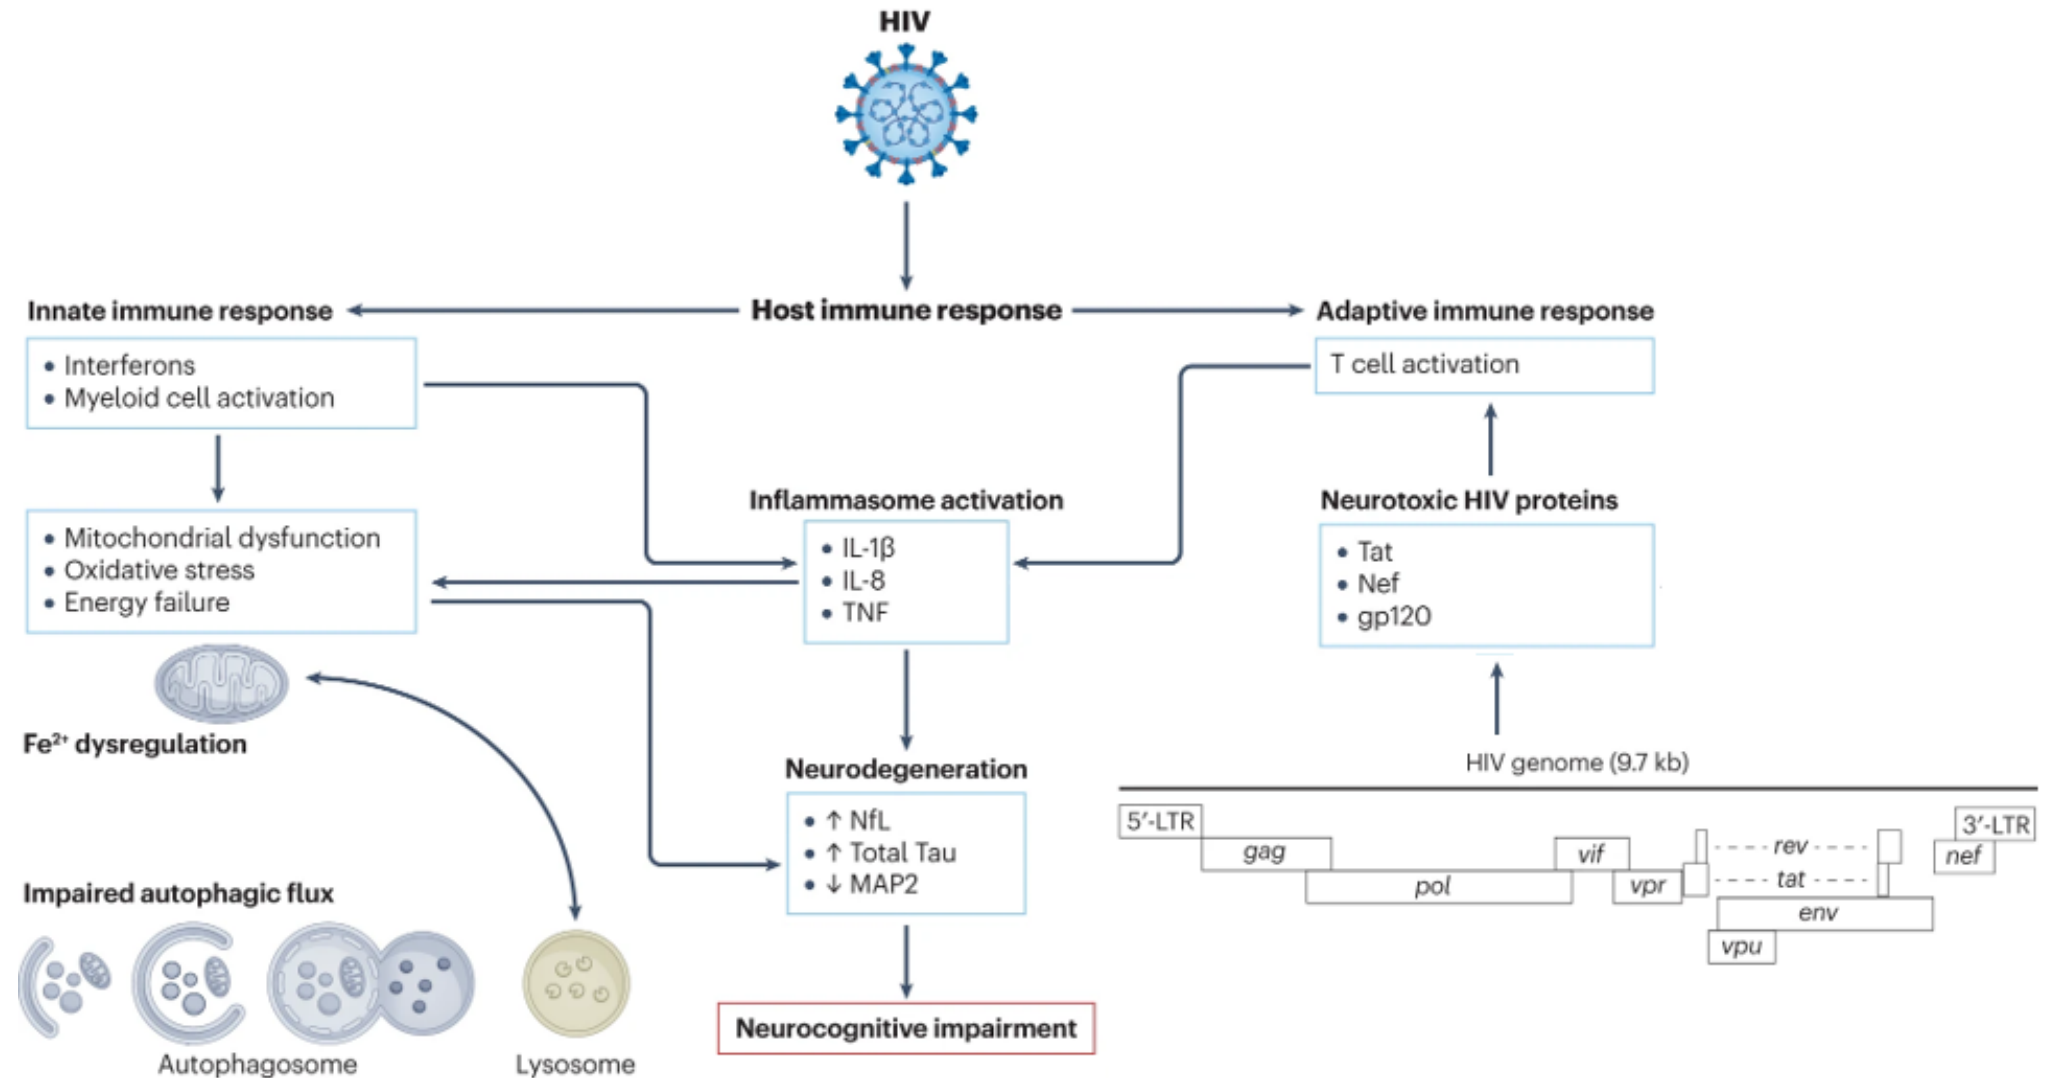 HIV
Innate immune response
Host immune response
Adaptive immune response
• Interferons
• Myeloid cell activation
T cell activation
• Mitochondrial dysfunction
• Oxidative stress
• Energy failure
Inflammasome activation
• IL-1β
• IL-8
• TNF
Neurotoxic HIV proteins
• Tat
• Nef
• gp120
Fe²⁺ dysregulation
Neurodegeneration
• ↑ NfL
• ↑ Total Tau
• ↓ MAP2
HIV genome (9.7 kb)
5′-LTR
gag
pol
vif
vpr
rev
tat
env
vpu
nef
3′-LTR
Impaired autophagic flux
Autophagosome
Lysosome
Neurocognitive impairment